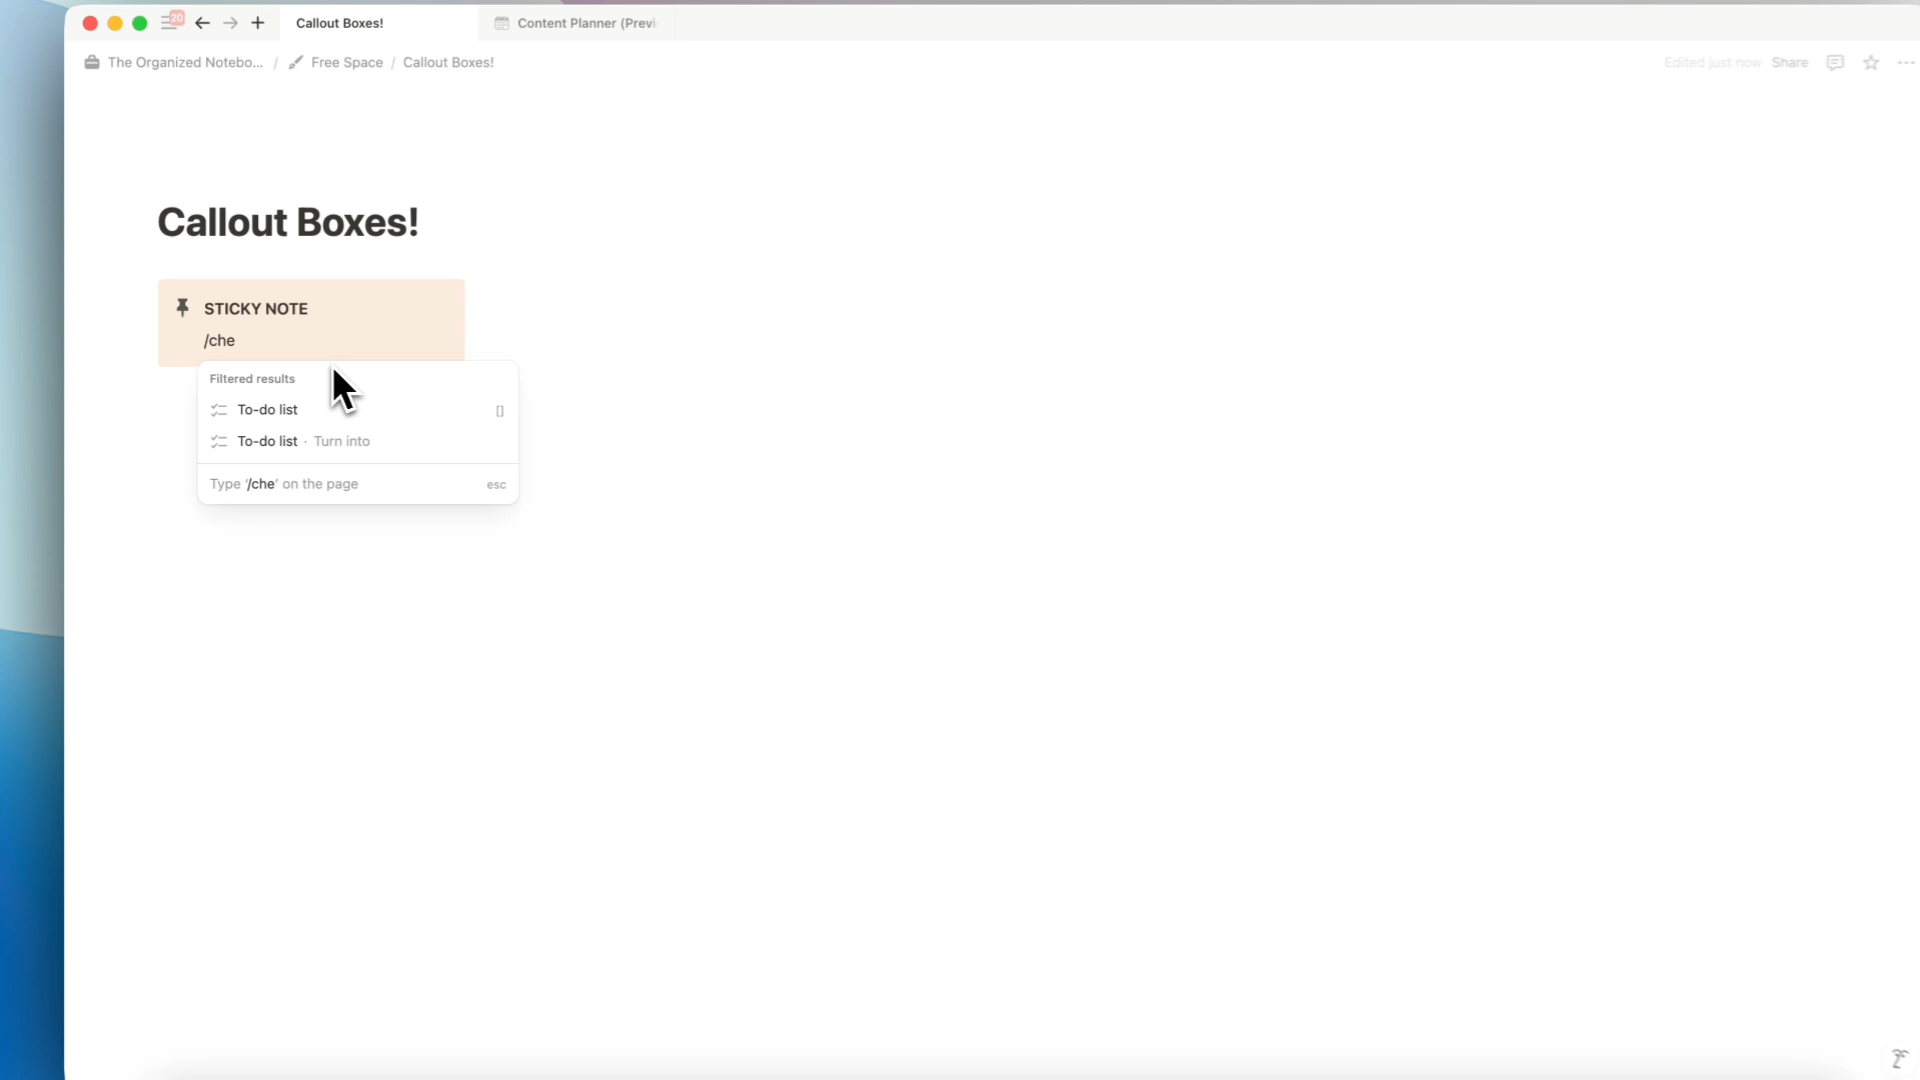 20
Callout Boxes!
Content Planner (Previ
The Organized Notebo... / Free Space / Callout Boxes!
Edited just now Share
Callout Boxes!
STICKY NOTE
/che
Filtered results
To-do list []
To-do list · Turn into
Type '/che' on the page esc